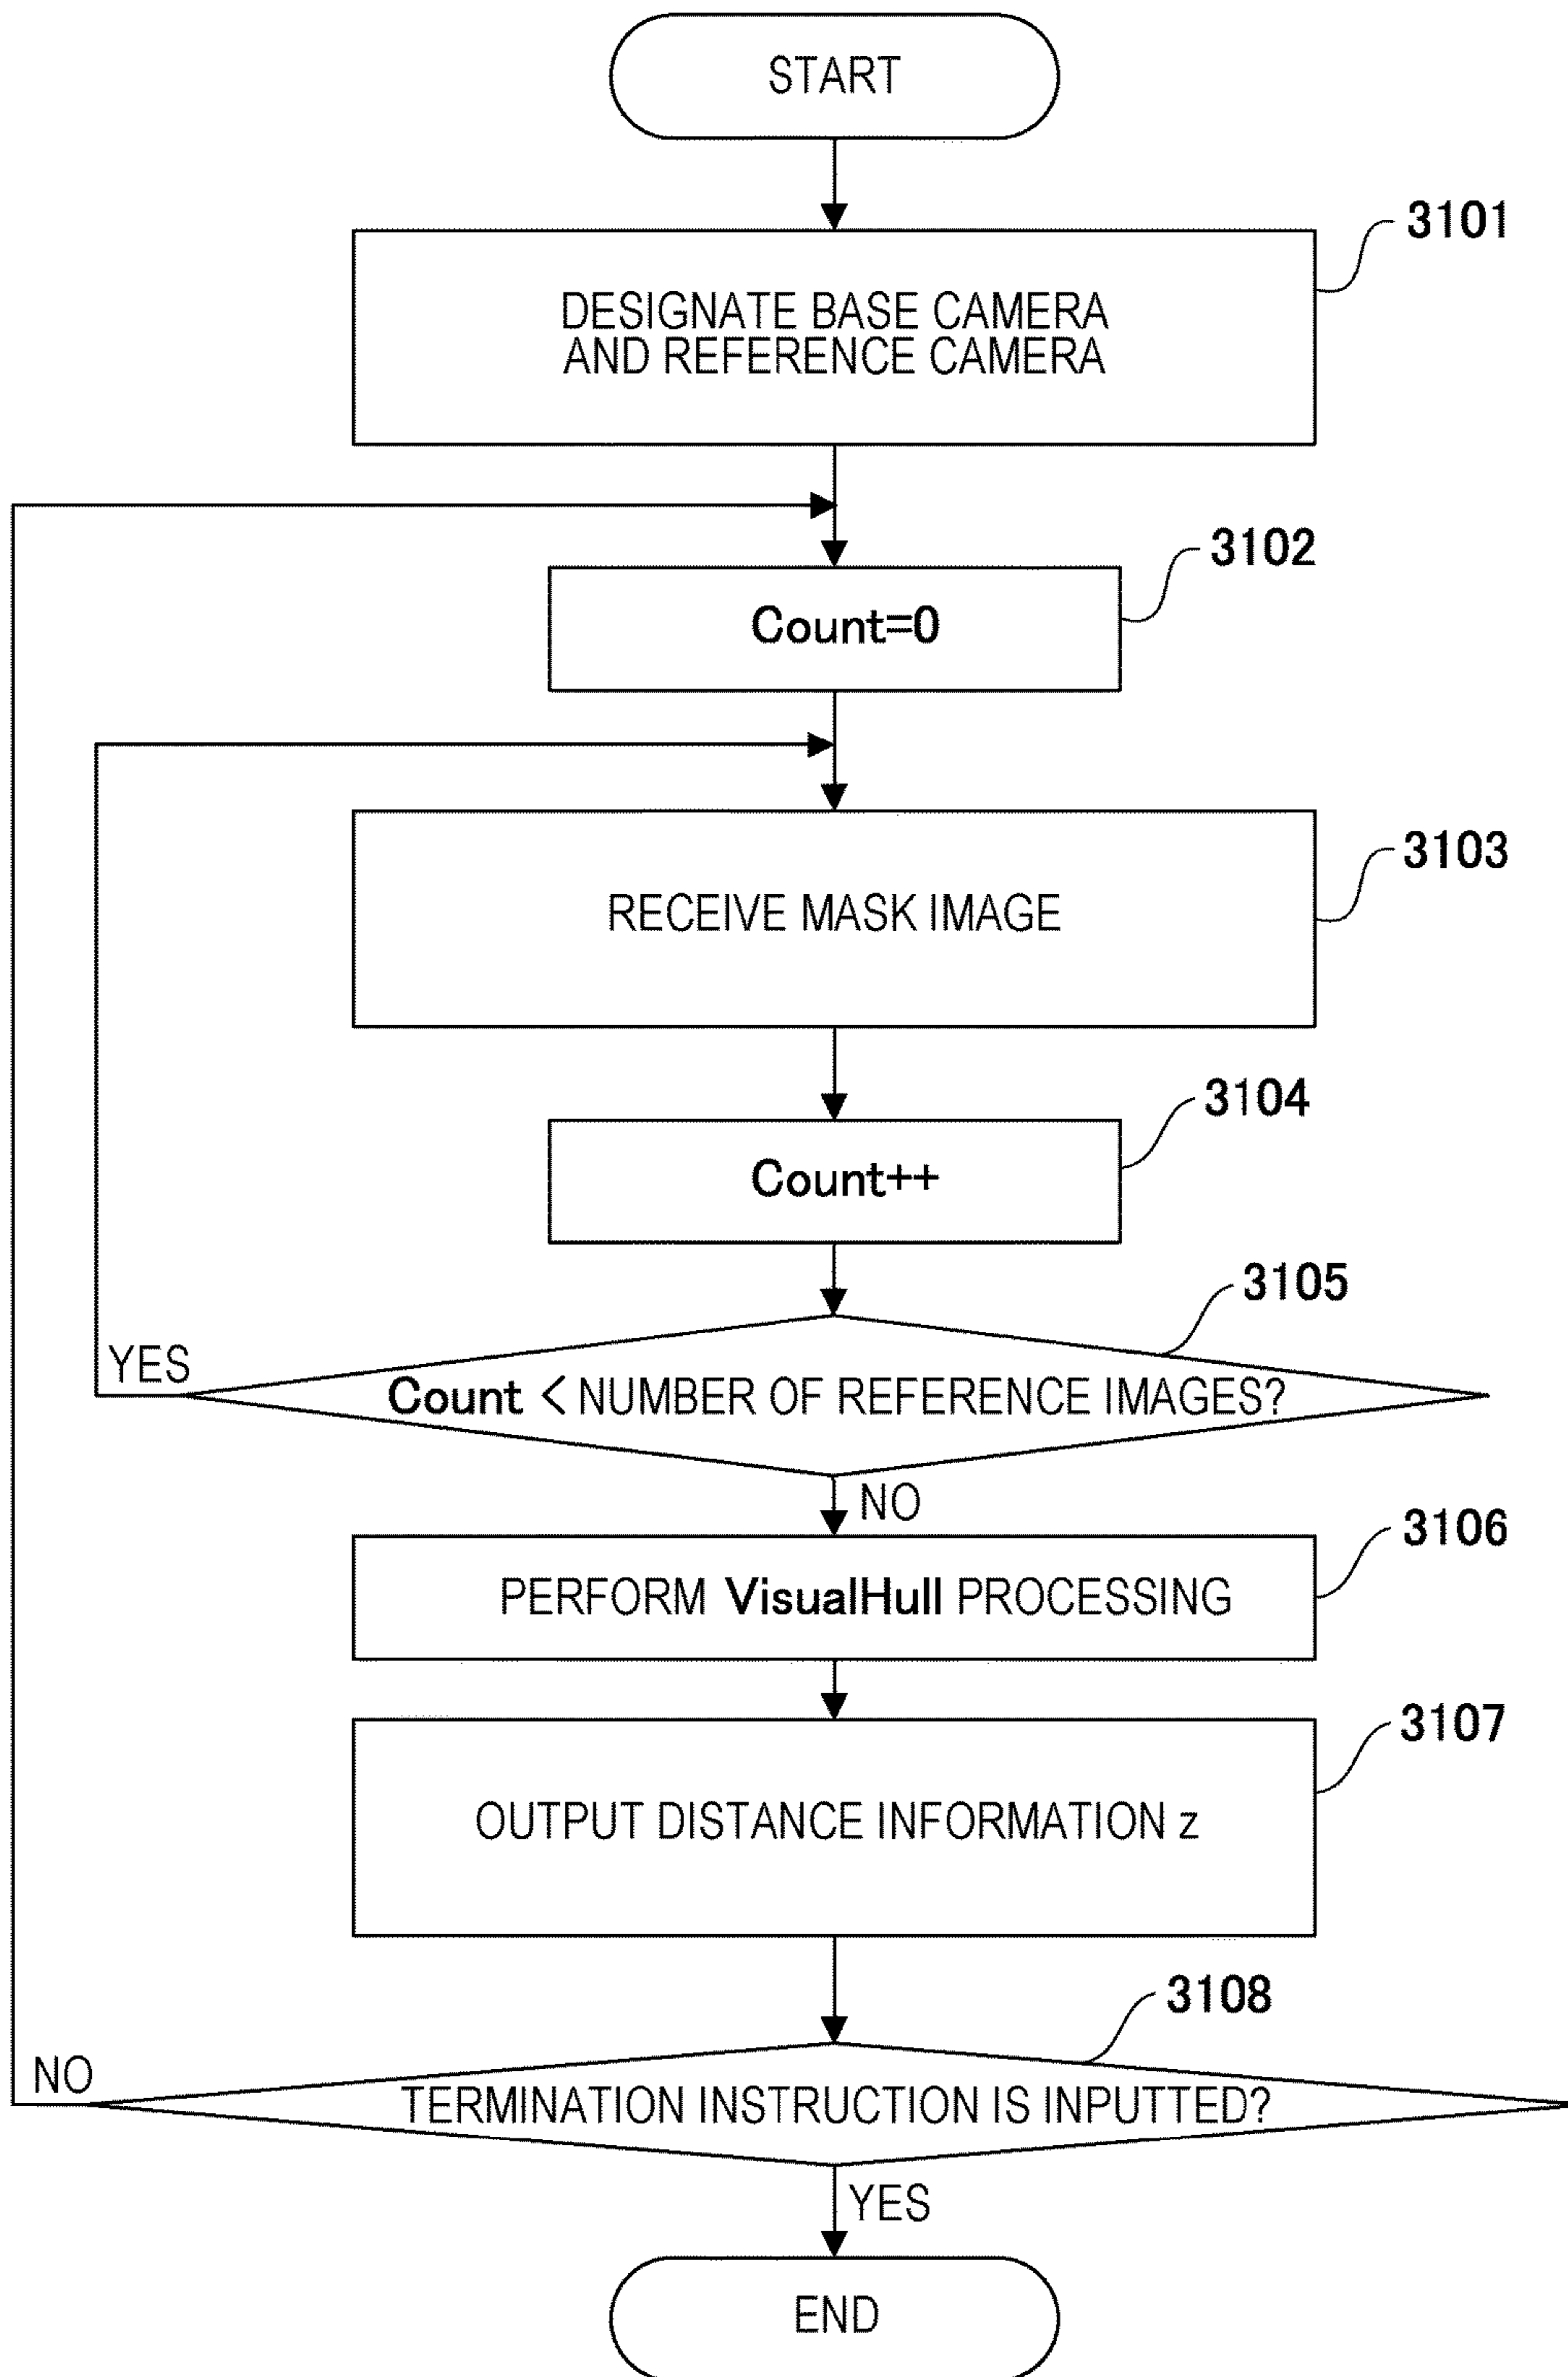 START
3101
DESIGNATE BASE CAMERA
AND REFERENCE CAMERA
3102
Count=0
3103
RECEIVE MASK IMAGE
3104
Count++
3105
YES
Count < NUMBER OF REFERENCE IMAGES?
NO
3106
PERFORM VisualHull PROCESSING
3107
OUTPUT DISTANCE INFORMATION z
3108
NO
TERMINATION INSTRUCTION IS INPUTTED?
YES
END